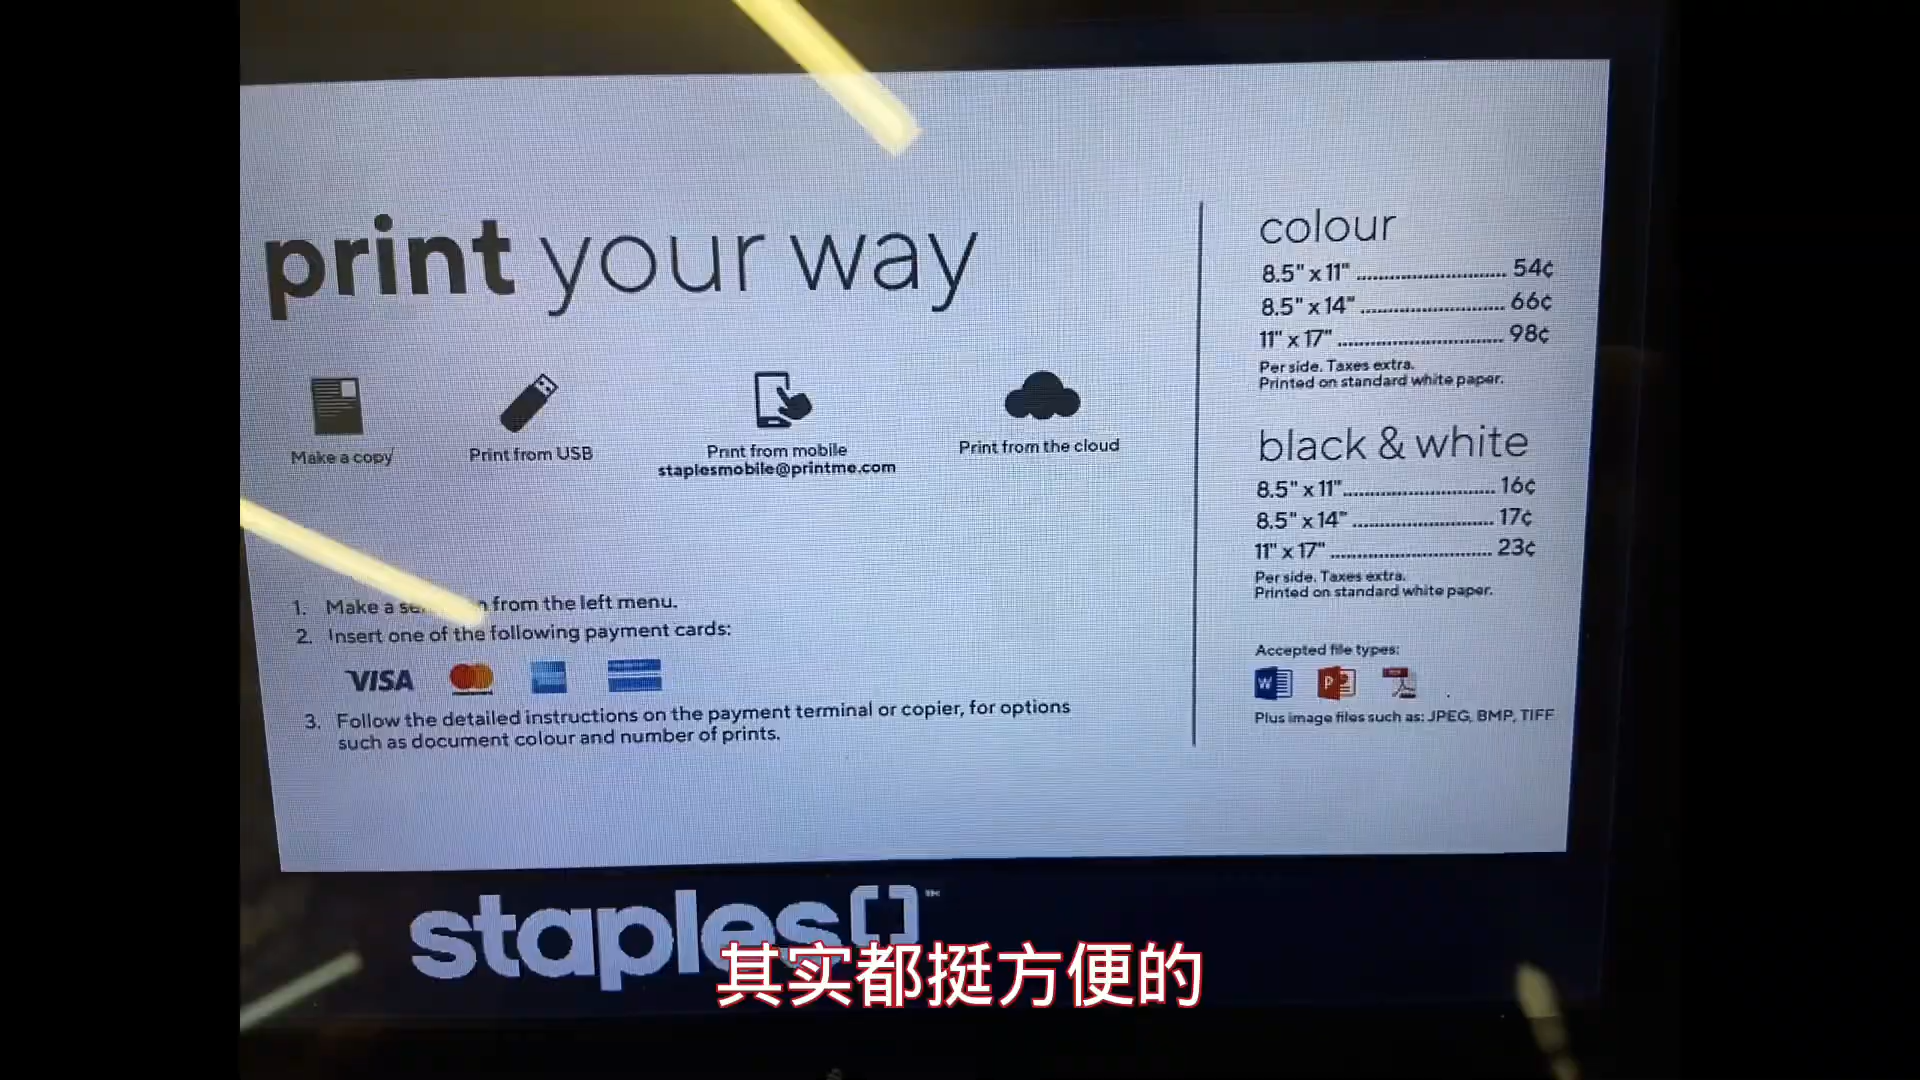 print your way
Make a copy
Print from USB
Print from mobile
staplesmobile@printme.com
Print from the cloud
1. Make a from the left menu.
2. Insert one of the following payment cards:
VISA
3. Follow the detailed instructions on the payment terminal or copier, for options
such as document colour and number of prints.
colour
8.5" x 11" ............................ 54¢
8.5" x 14" ........................... 66¢
11" x 17" ............................... 98¢
Per side. Taxes extra.
Printed on standard white paper.
black & white
8.5" x 11" ............................ 16¢
8.5" x 14" .......................... 17¢
11" x 17" .............................. 23¢
Per side. Taxes extra.
Printed on standard white paper.
Accepted file types:
W
P
Plus image files such as: JPEG, BMP, TIFF
staples™
其实都挺方便的